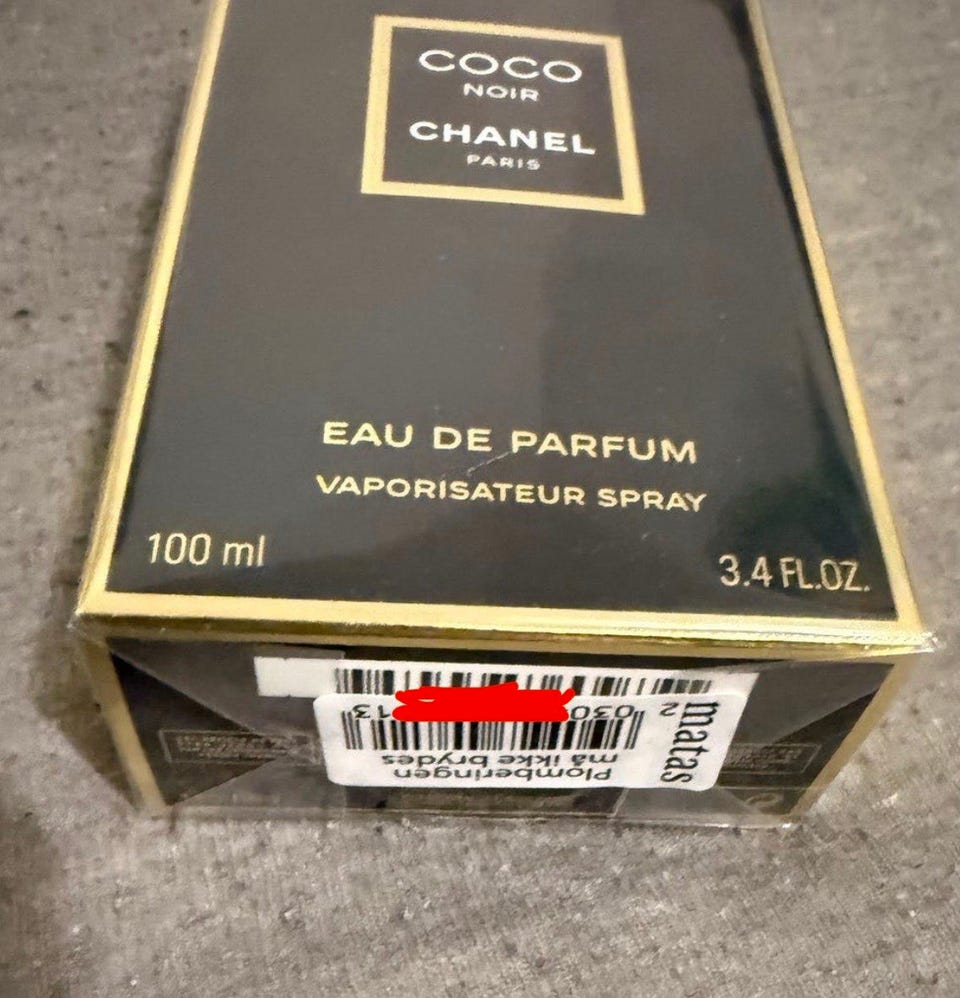 COCO
NOIR
CHANEL
PARIS
EAU DE PARFUM
VAPORISATEUR SPRAY
100 ml
3.4 FL.OZ.
matas
Plomberingen
må ikke brydes